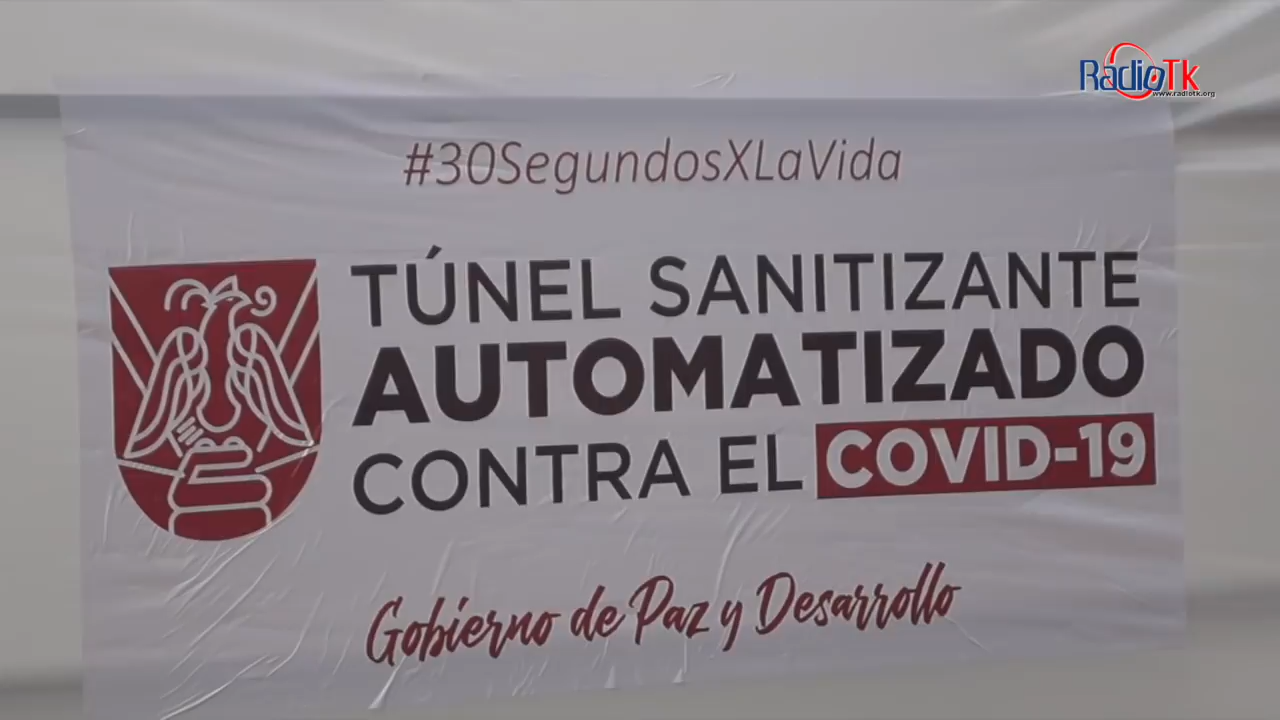 RadioTk
www.radiotk.org
#30SegundosXLaVida
TÚNEL SANITIZANTE
AUTOMATIZADO
CONTRA EL COVID-19
Gobierno de Paz y Desarrollo